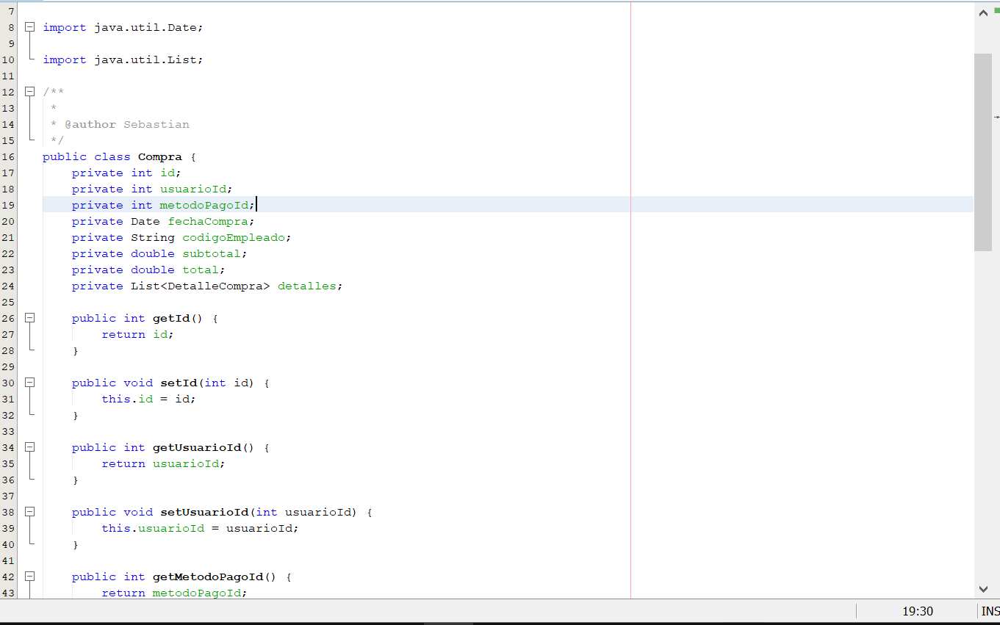 7
8 import java.util.Date;
9
10 import java.util.List;
11
12 /**
13 *
14 * @author Sebastian
15 */
16 public class Compra {
17 private int id;
18 private int usuarioId;
19 private int metodoPagoId;
20 private Date fechaCompra;
21 private String codigoEmpleado;
22 private double subtotal;
23 private double total;
24 private List<DetalleCompra> detalles;
25
26 public int getId() {
27 return id;
28 }
29
30 public void setId(int id) {
31 this.id = id;
32 }
33
34 public int getUsuarioId() {
35 return usuarioId;
36 }
37
38 public void setUsuarioId(int usuarioId) {
39 this.usuarioId = usuarioId;
40 }
41
42 public int getMetodoPagoId() {
43 return metodoPagoId;
19:30 INS